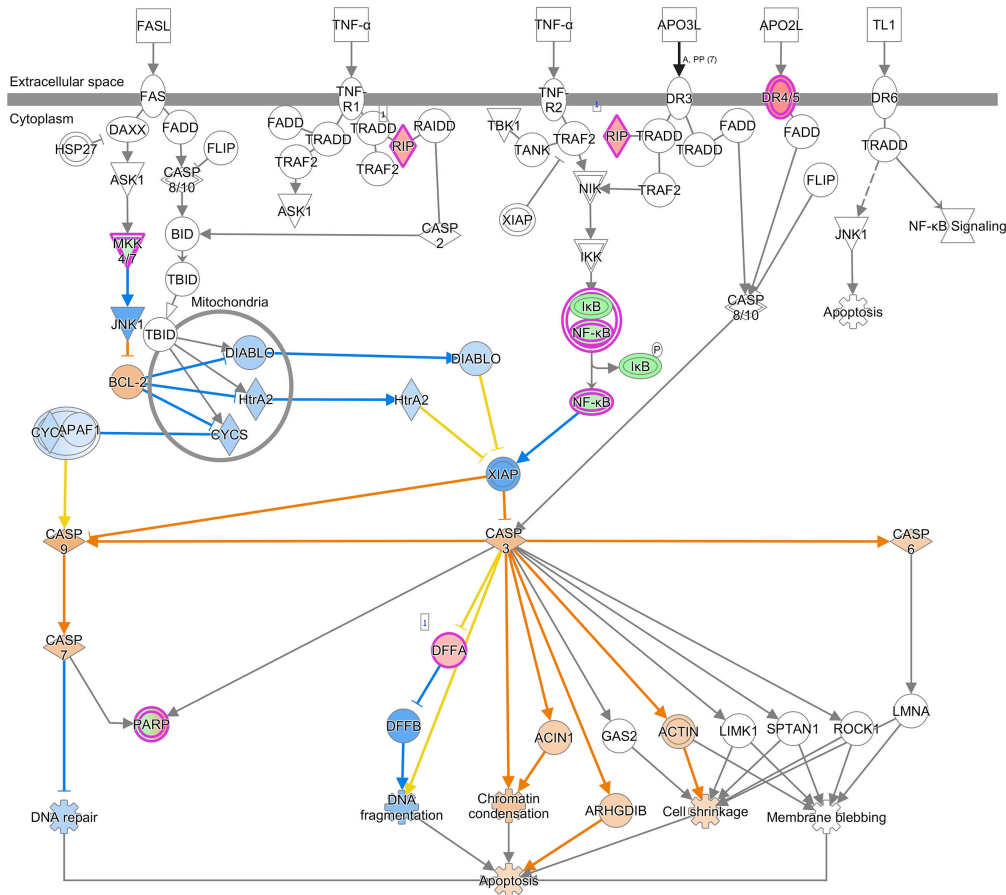 FASL
TNF-α
TNF-α
APO3L
APO2L
TL1
A, PP (7)
Extracellular space
Cytoplasm
FAS
TNF-
R1
TNF-
R2
DR3
DR4/5
DR6
1
1
HSP27
DAXX
FADD
FADD
TRADD
TRADD
RIP
RAIDD
TBK1
TANK
TRAF2
RIP
TRADD
TRADD
FADD
FADD
TRADD
ASK1
CASP
8/10
FLIP
TRAF2
TRAF2
ASK1
NIK
TRAF2
FLIP
XIAP
MKK
4/7
BID
CASP
2
IKK
JNK1
NF-κB Signaling
TBID
Mitochondria
IκB
NF-κB
CASP
8/10
Apoptosis
JNK1
TBID
DIABLO
DIABLO
P
IκB
BCL-2
HtrA2
HtrA2
NF-κB
CYCS
APAF1
CYCS
XIAP
CASP
9
CASP
3
CASP
6
1
CASP
7
DFFA
PARP
DFFB
ACIN1
GAS2
ACTIN
LIMK1
SPTAN1
ROCK1
LMNA
DNA repair
DNA
fragmentation
Chromatin
condensation
ARHGDIB
Cell shrinkage
Membrane blebbing
Apoptosis